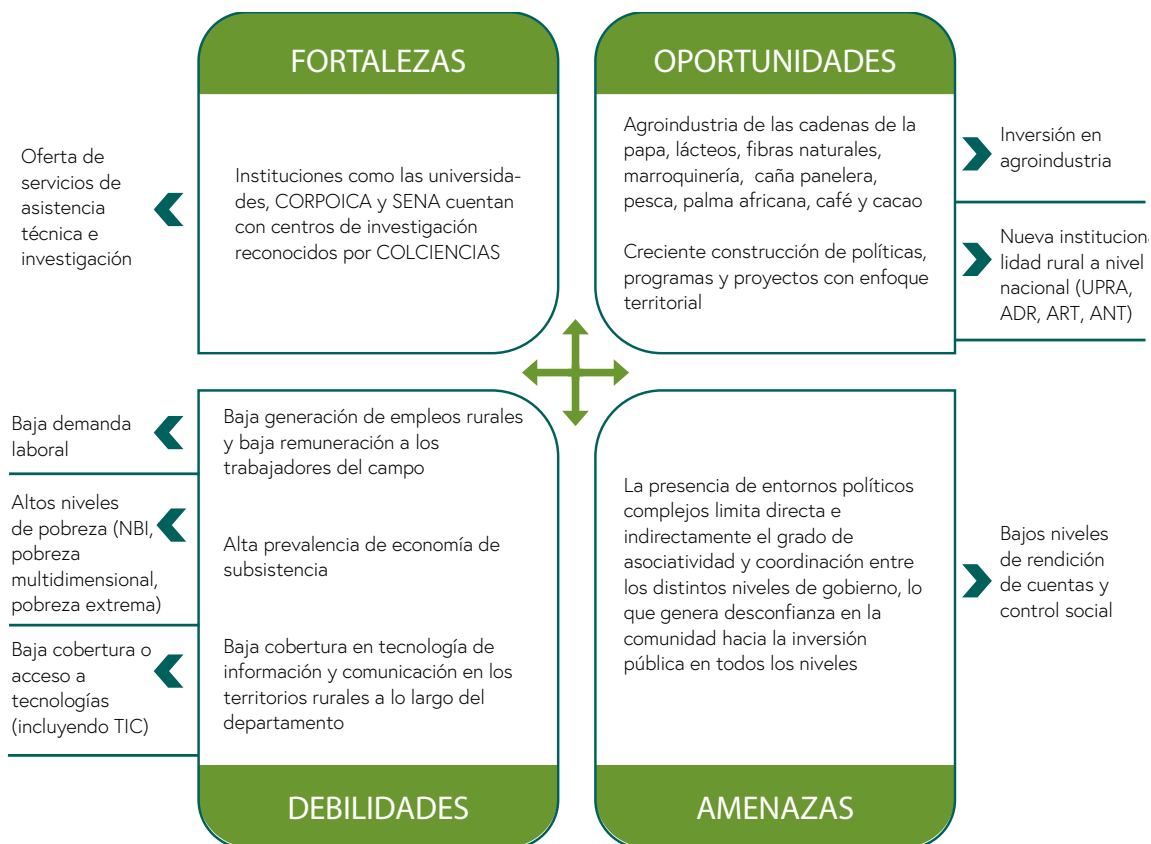 FORTALEZAS
Oferta de
servicios de
asistencia
técnica e
investigación
Instituciones como las universida-
des, CORPOICA y SENA cuentan
con centros de investigación
reconocidos por COLCIENCIAS
OPORTUNIDADES
Agroindustria de las cadenas de la
papa, lácteos, fibras naturales,
marroquinería, caña panelera,
pesca, palma africana, café y cacao
Inversión en
agroindustria
Creciente construcción de políticas,
programas y proyectos con enfoque
territorial
Nueva instituciona
lidad rural a nivel
nacional (UPRA,
ADR, ART, ANT)
Baja demanda
laboral
Baja generación de empleos rurales
y baja remuneración a los
trabajadores del campo
Altos niveles
de pobreza (NBI,
pobreza
multidimensional,
pobreza extrema)
Alta prevalencia de economía de
subsistencia
Baja cobertura o
acceso a
tecnologías
(incluyendo TIC)
Baja cobertura en tecnología de
información y comunicación en los
territorios rurales a lo largo del
departamento
DEBILIDADES
La presencia de entornos políticos
complejos limita directa e
indirectamente el grado de
asociatividad y coordinación entre
los distintos niveles de gobierno, lo
que genera desconfianza en la
comunidad hacia la inversión
pública en todos los niveles
Bajos niveles
de rendición
de cuentas y
control social
AMENAZAS